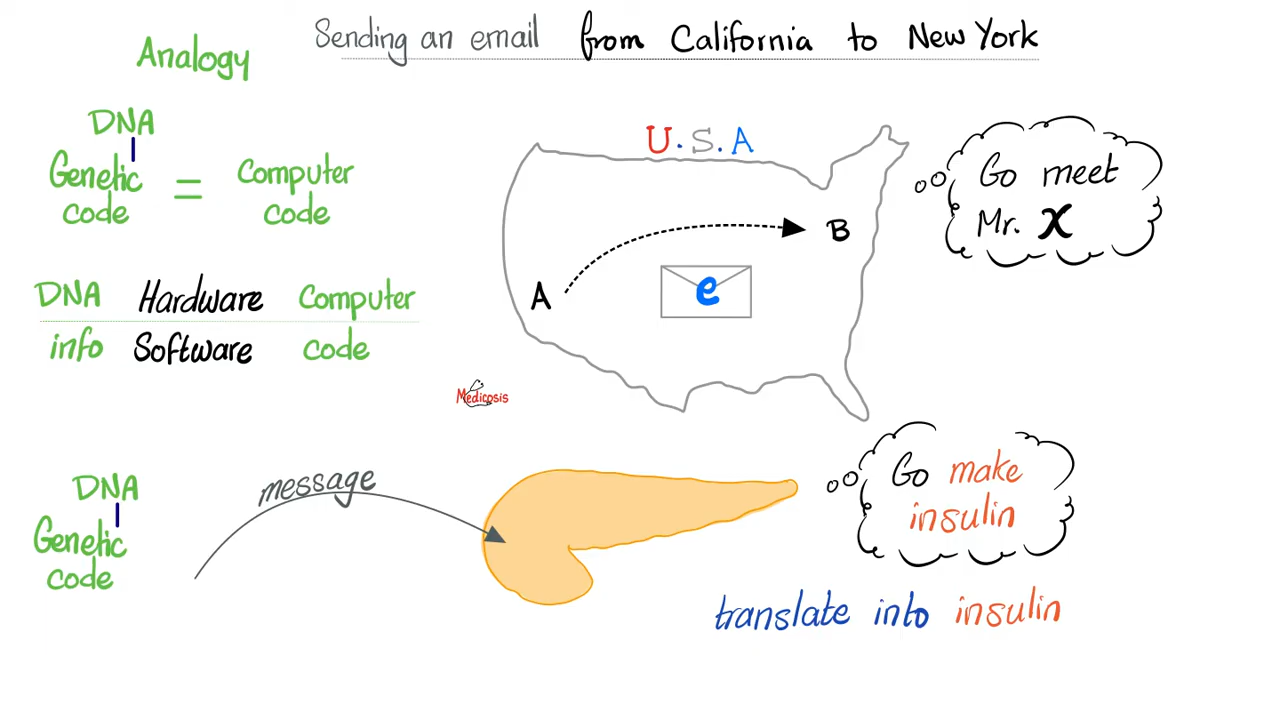 Analogy
Sending an email from California to New York
DNA
Genetic
code
=
Computer
code
DNA Hardware Computer
info Software code
U.S.A
A
B
e
Go meet
Mr. X
Medicosis
DNA
Genetic
code
message
Go make
insulin
translate into insulin